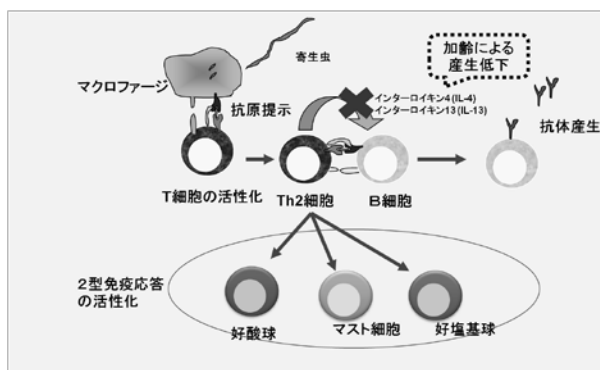 加齢による
産生低下
寄生虫
マクロファージ
抗原提示
インターロイキン4(IL-4)
インターロイキン13(IL-13)
抗体産生
T細胞の活性化
Th2細胞
B細胞
2型免疫応答
の活性化
好酸球
マスト細胞
好塩基球